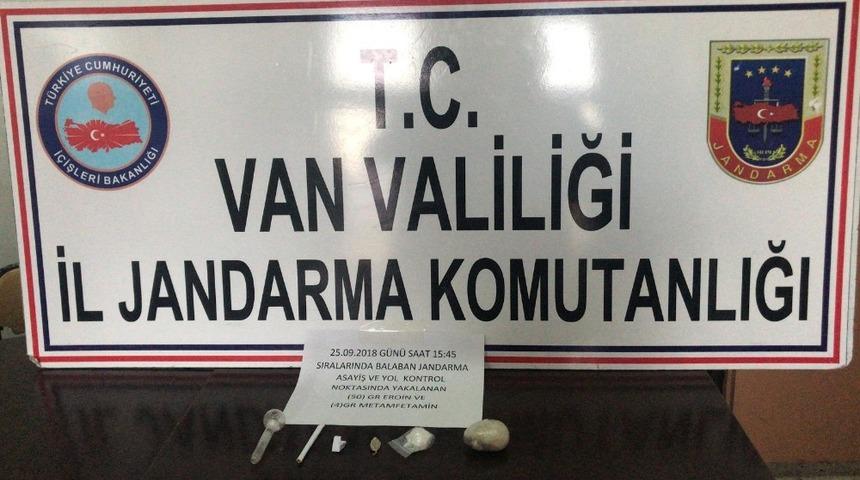 TÜRKİYE CUMHURİYETİ
İÇİŞLERİ BAKANLIĞI
T.C.
VAN VALİLİĞİ
İL JANDARMA KOMUTANLIĞI
JANDARMA
25.09.2018 GÜNÜ SAAT 15:45
SIRALARINDA BALABAN JANDARMA
ASAYİŞ VE YOL KONTROL
NOKTASINDA YAKALANAN
(50) GR EROİN VE
(4)GR METAMFETAMİN